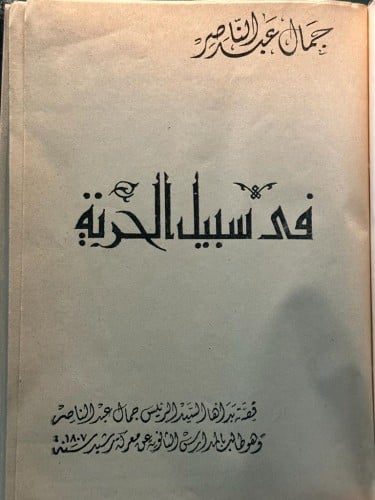 جمال عبد الناصر
فى سبيل الحرية
قصة بدأها السيد الرئيس جمال عبد الناصر
وهو طالب بالمدارس الثانوية عن معركة رشيد سنة ١٨٠٧